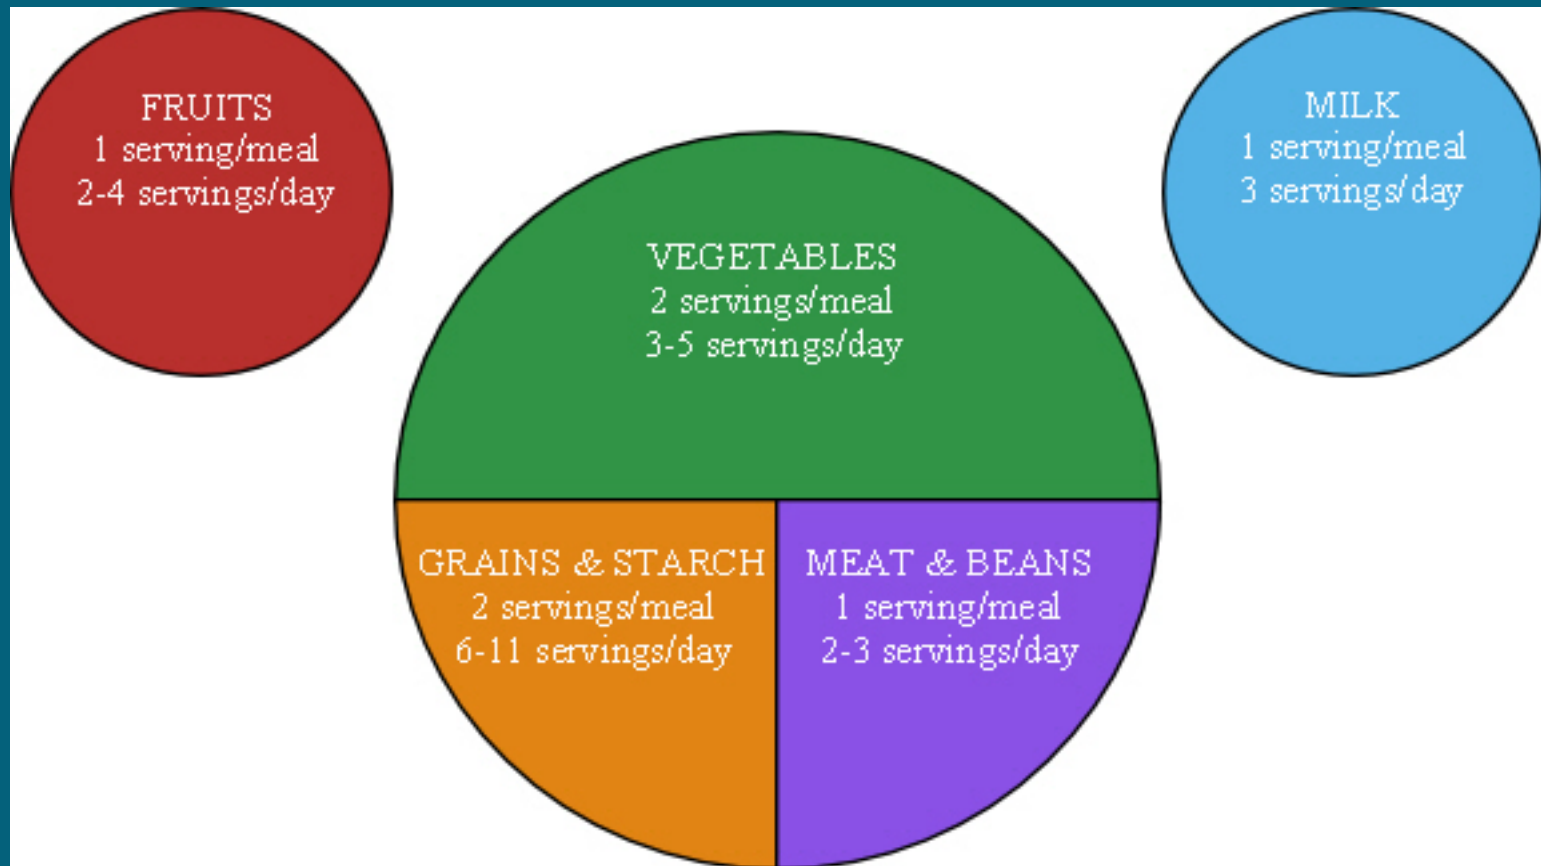 FRUITS
1 serving/meal
2-4 servings/day
MILK
1 serving/meal
3 servings/day
VEGETABLES
2 servings/meal
3-5 servings/day
GRAINS & STARCH
2 servings/meal
6-11 servings/day
MEAT & BEANS
1 serving/meal
2-3 servings/day